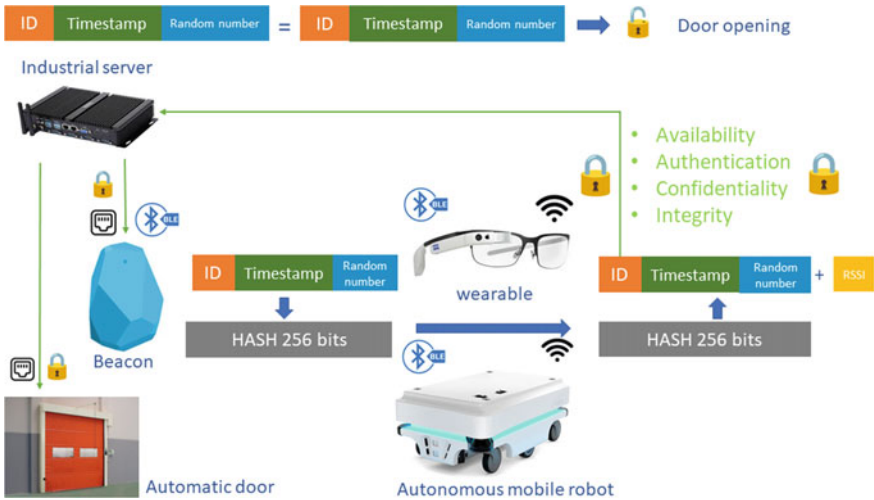 ID Timestamp Random number = ID Timestamp Random number Door opening
Industrial server
• Availability
• Authentication
• Confidentiality
• Integrity
BLE
BLE
ID Timestamp Random
number
wearable
ID Timestamp Random
number + RSSI
HASH 256 bits
HASH 256 bits
Beacon
BLE
Automatic door
Autonomous mobile robot